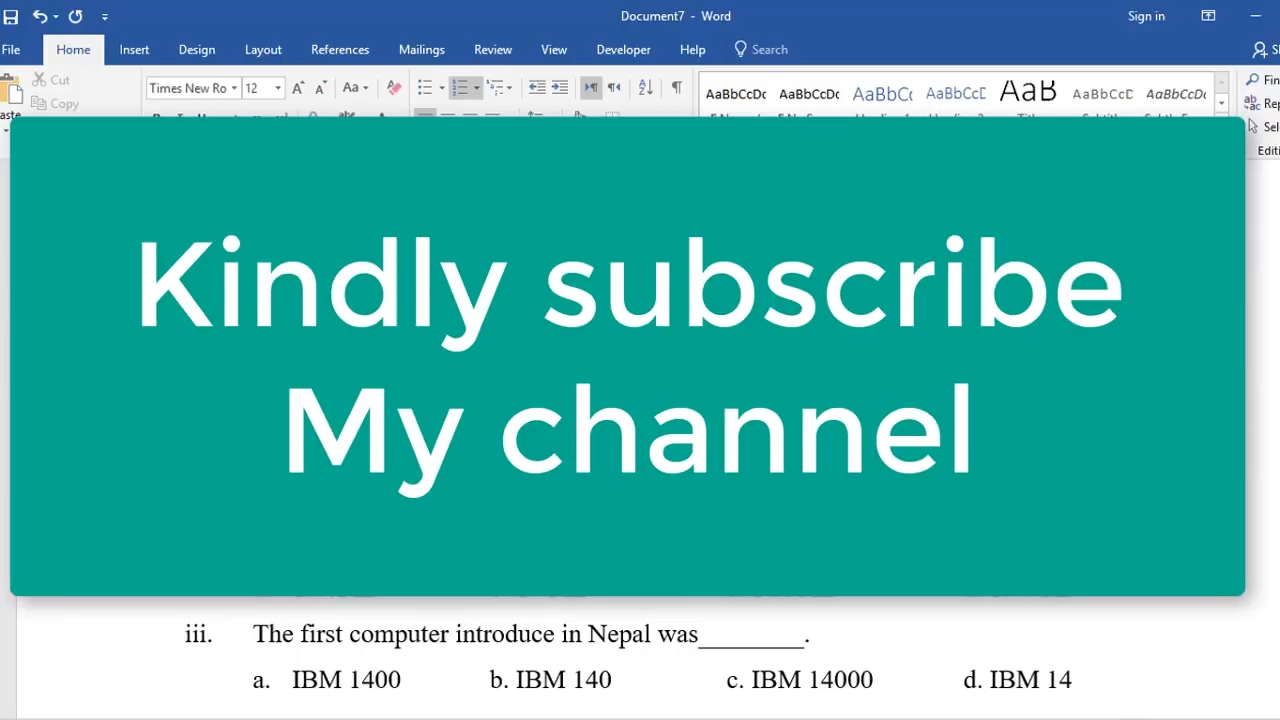 Document7 - Word
Sign in
File Home Insert Design Layout References Mailings Review View Developer Help Search
Cut
Times New Ro 12 Aa
AaBbCcDc AaBbCcDc AaBbCc AaBbCc AaB AaBbCcD AaBbCcDc
Copy
Kindly subscribe
My channel
iii. The first computer introduce in Nepal was________.
a. IBM 1400 b. IBM 140 c. IBM 14000 d. IBM 14